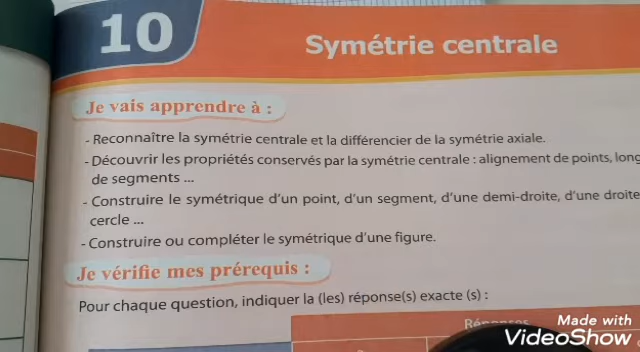 10
Symétrie centrale
Je vais apprendre à :
- Reconnaître la symétrie centrale et la différencier de la symétrie axiale.
- Découvrir les propriétés conservés par la symétrie centrale : alignement de points,
de segments ...
- Construire le symétrique d'un point, d'un segment, d'une demi-droite, d'une droite
cercle ...
- Construire ou compléter le symétrique d'une figure.
Je vérifie mes prérequis :
Pour chaque question, indiquer la (les) réponse(s) exacte (s) :
Made with
VideoShow